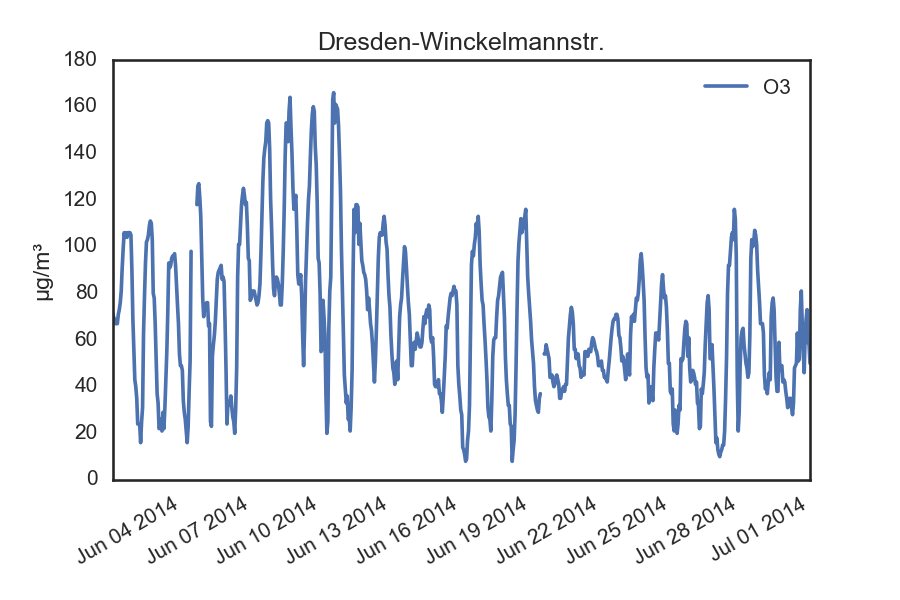 Dresden-Winckelmannstr.
O3
µg/m³
180
160
140
120
100
80
60
40
20
0
Jun 04 2014
Jun 07 2014
Jun 10 2014
Jun 13 2014
Jun 16 2014
Jun 19 2014
Jun 22 2014
Jun 25 2014
Jun 28 2014
Jul 01 2014